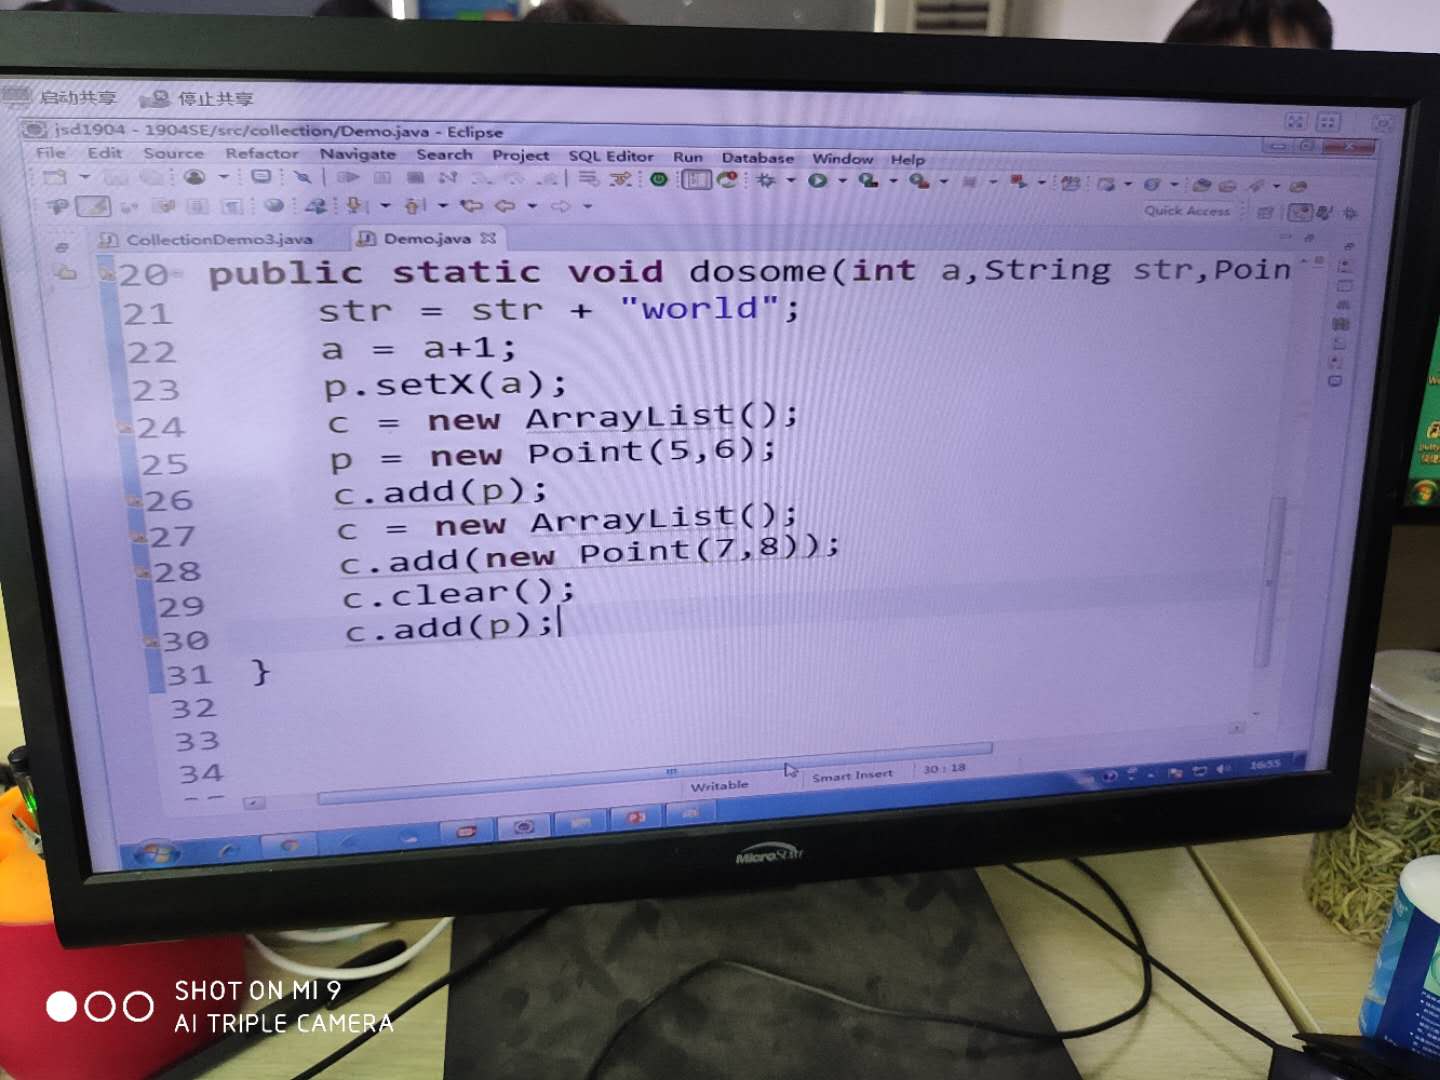 启动共享 停止共享
jsd1904 - 1904SE/src/collection/Demo.java - Eclipse
File Edit Source Refactor Navigate Search Project SQL Editor Run Database Window Help
Quick Access
CollectionDemo3.java Demo.java
20 public static void dosome(int a,String str,Poin
21 str = str + "world";
22 a = a+1;
23 p.setX(a);
24 c = new ArrayList();
25 p = new Point(5,6);
26 c.add(p);
27 c = new ArrayList();
28 c.add(new Point(7,8));
29 c.clear();
30 c.add(p);
31 }
32
33
34
Writable Smart Insert 30 : 18
16:55
MicroStar
SHOT ON MI 9
AI TRIPLE CAMERA